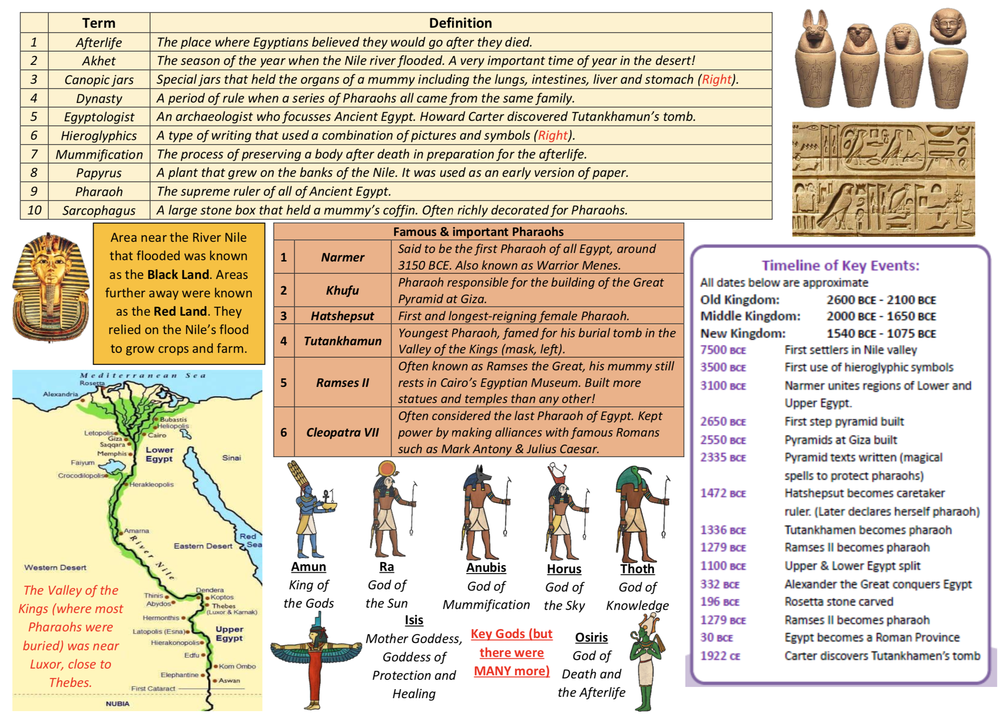 Term Definition
1 Afterlife The place where Egyptians believed they would go after they died.
2 Akhet The season of the year when the Nile river flooded. A very important time of year in the desert!
3 Canopic jars Special jars that held the organs of a mummy including the lungs, intestines, liver and stomach (Right).
4 Dynasty A period of rule when a series of Pharaohs all came from the same family.
5 Egyptologist An archaeologist who focusses Ancient Egypt. Howard Carter discovered Tutankhamun's tomb.
6 Hieroglyphics A type of writing that used a combination of pictures and symbols (Right).
7 Mummification The process of preserving a body after death in preparation for the afterlife.
8 Papyrus A plant that grew on the banks of the Nile. It was used as an early version of paper.
9 Pharaoh The supreme ruler of all of Ancient Egypt.
10 Sarcophagus A large stone box that held a mummy's coffin. Often richly decorated for Pharaohs.
Area near the River Nile
that flooded was known
as the Black Land. Areas
further away were known
as the Red Land. They
relied on the Nile's flood
to grow crops and farm.
Famous & important Pharaohs
1 Narmer Said to be the first Pharaoh of all Egypt, around
3150 BCE. Also known as Warrior Menes.
2 Khufu Pharaoh responsible for the building of the Great
Pyramid at Giza.
3 Hatshepsut First and longest-reigning female Pharaoh.
4 Tutankhamun Youngest Pharaoh, famed for his burial tomb in the
Valley of the Kings (mask, left).
5 Ramses II Often known as Ramses the Great, his mummy still
rests in Cairo's Egyptian Museum. Built more
statues and temples than any other!
6 Cleopatra VII Often considered the last Pharaoh of Egypt. Kept
power by making alliances with famous Romans
such as Mark Antony & Julius Caesar.
Timeline of Key Events:
All dates below are approximate
Old Kingdom: 2600 BCE - 2100 BCE
Middle Kingdom: 2000 BCE - 1650 BCE
New Kingdom: 1540 BCE - 1075 BCE
7500 BCE First settlers in Nile valley
3500 BCE First use of hieroglyphic symbols
3100 BCE Narmer unites regions of Lower and
Upper Egypt.
2650 BCE First step pyramid built
2550 BCE Pyramids at Giza built
2335 BCE Pyramid texts written (magical
spells to protect pharaohs)
1472 BCE Hatshepsut becomes caretaker
ruler. (Later declares herself pharaoh)
1336 BCE Tutankhamen becomes pharaoh
1279 BCE Ramses II becomes pharaoh
1100 BCE Upper & Lower Egypt split
332 BCE Alexander the Great conquers Egypt
196 BCE Rosetta stone carved
1279 BCE Ramses II becomes pharaoh
30 BCE Egypt becomes a Roman Province
1922 CE Carter discovers Tutankhamen's tomb
Mediterranean Sea
Rosetta
Alexandria
Bubastis
Heliopolis
Letopolis
Cairo
Giza
Saqqara
Memphis
Lower
Egypt
Sinai
Faiyum
Crocodilopolis
Herakleopolis
Amarna
River Nile
Red
Sea
Eastern Desert
Western Desert
The Valley of the
Kings (where most
Pharaohs were
buried) was near
Luxor, close to
Thebes.
Dendera
Thinis
Koptos
Abydos
Thebes
(Luxor & Karnak)
Hermonthis
Latopolis (Esna)
Upper
Egypt
Hierakonopolis
Edfu
Kom Ombo
Elephantine
Aswan
First Cataract
NUBIA
Amun
King of
the Gods
Ra
God of
the Sun
Anubis
God of
Mummification
Horus
God of
the Sky
Thoth
God of
Knowledge
Isis
Mother Goddess,
Goddess of
Protection and
Healing
Key Gods (but
there were
MANY more)
Osiris
God of
Death and
the Afterlife